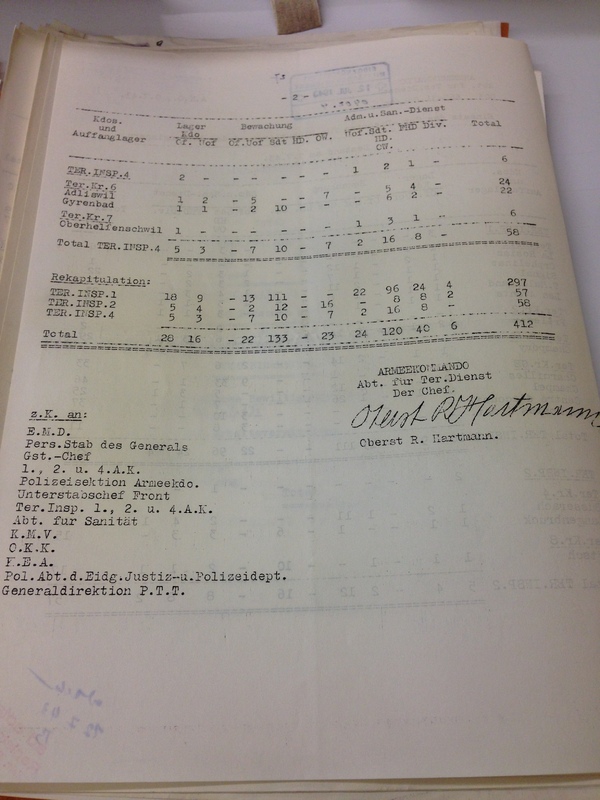 - 2 -
Kdos. und Auffanglager Lager Kdo Bewachung Adm.u.San.-Dienst Total
Of. Uof Of.Uof Sdt HD. OW. Uof.Sdt. FHD Div.
HD.
OW.
TER.INSP.4 2 - - - - - - 1 2 1 - 6
Ter.Kr.6
Adliswil 1 2 - 5 - - 7 - 5 4 - 24
Gyrenbad 1 1 - 2 10 - - - 6 2 - 22
Ter.Kr.7
Oberhelfenschwil 1 - - - - - - 1 3 1 - 6
Total TER.INSP.4 5 3 - 7 10 - 7 2 16 8 - 58
Rekapitulation:
TER.INSP.1 18 9 - 13 111 - - 22 96 24 4 297
TER.INSP.2 5 4 - 2 12 - 16 - 8 8 2 57
TER.INSP.4 5 3 - 7 10 - 7 2 16 8 - 58
Total 28 16 - 22 133 - 23 24 120 40 6 412
ARMEEKOMMANDO
Abt. für Ter.Dienst
Der Chef.
Oberst R. Hartmann
Oberst R. Hartmann.
z.K. an:
E.M.D.
Pers.Stab des Generals
Gst.-Chef
1., 2. u. 4.A.K.
Polizeisektion Armeekdo.
Unterstabschef Front
Ter.Insp. 1., 2. u. 4.A.K.
Abt. für Sanität
K.M.V.
O.K.K.
F.E.A.
Pol.Abt.d.Eidg.Justiz-u.Polizeidept.
Generaldirektion P.T.T.